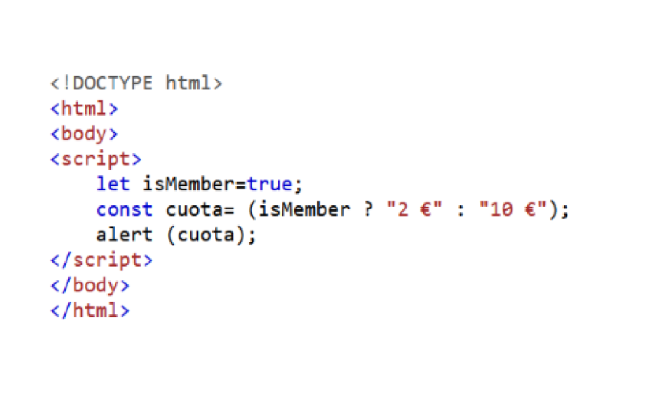 <!DOCTYPE html>
<html>
<body>
<script>
let isMember=true;
const cuota= (isMember ? "2 €" : "10 €");
alert (cuota);
</script>
</body>
</html>